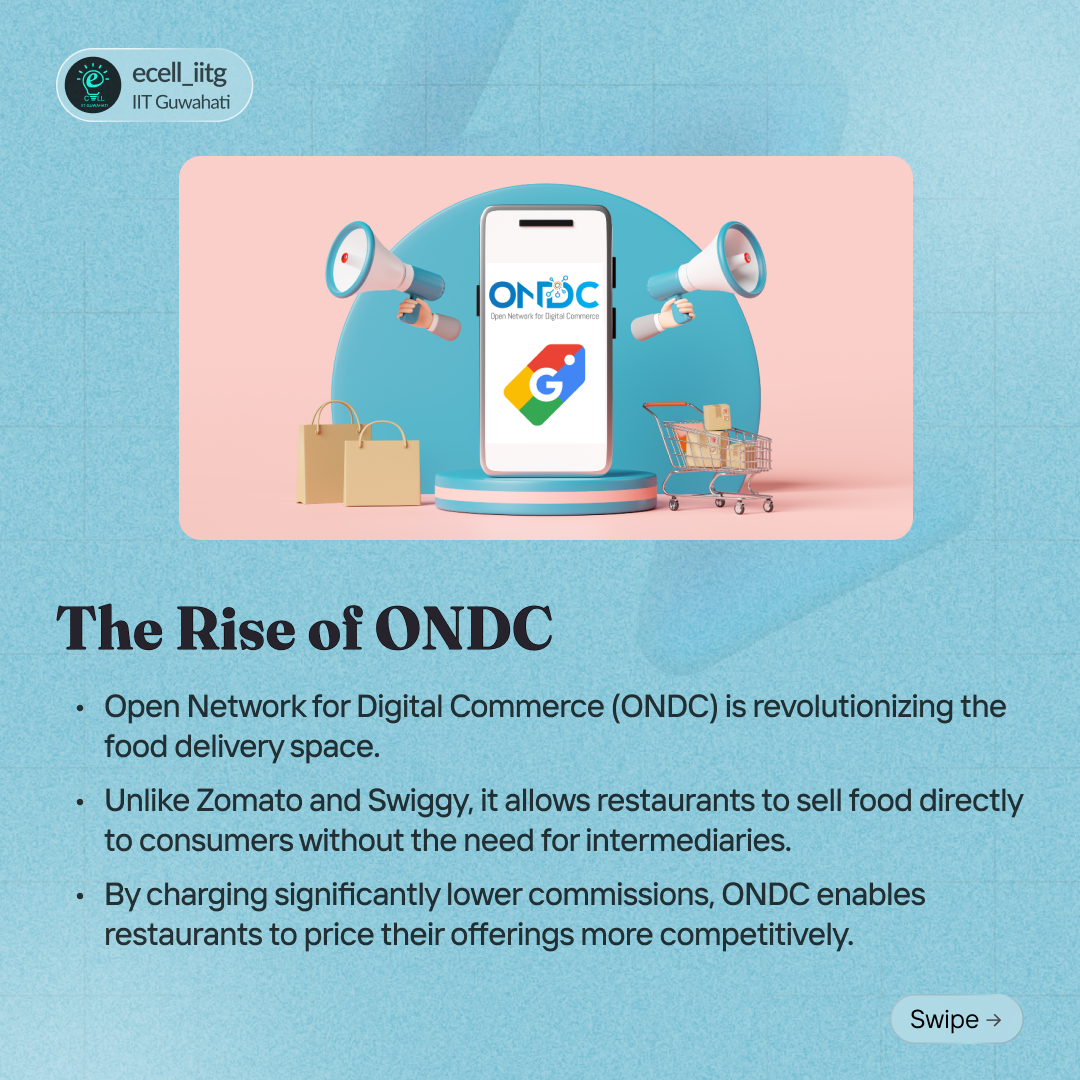 ecell_iitg
IIT Guwahati
e
CELL
IIT GUWAHATI
ONDC
Open Network for Digital Commerce
G
The Rise of ONDC
• Open Network for Digital Commerce (ONDC) is revolutionizing the
food delivery space.
• Unlike Zomato and Swiggy, it allows restaurants to sell food directly
to consumers without the need for intermediaries.
• By charging significantly lower commissions, ONDC enables
restaurants to price their offerings more competitively.
Swipe →